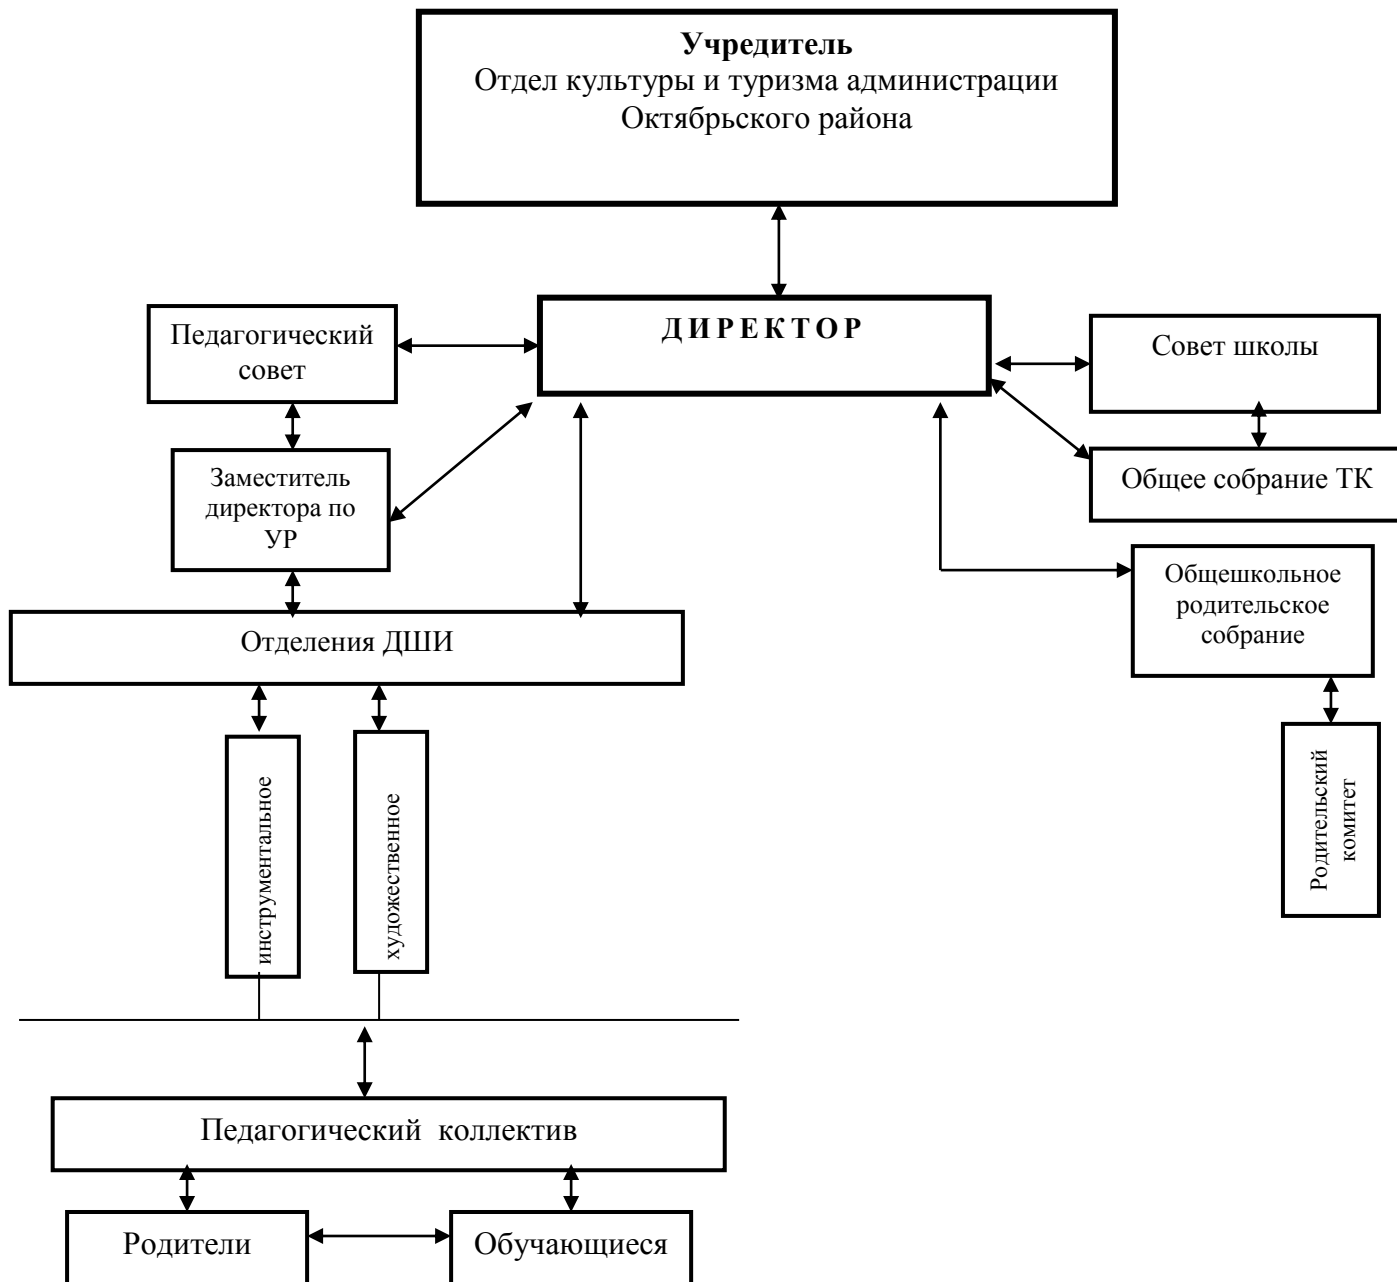 Учредитель
Отдел культуры и туризма администрации
Октябрьского района
ДИРЕКТОР
Педагогический
совет
Совет школы
Заместитель
директора по
УР
Общее собрание ТК
Общешкольное
родительское
собрание
Отделения ДШИ
инструментальное
художественное
Родительский
комитет
Педагогический коллектив
Родители
Обучающиеся